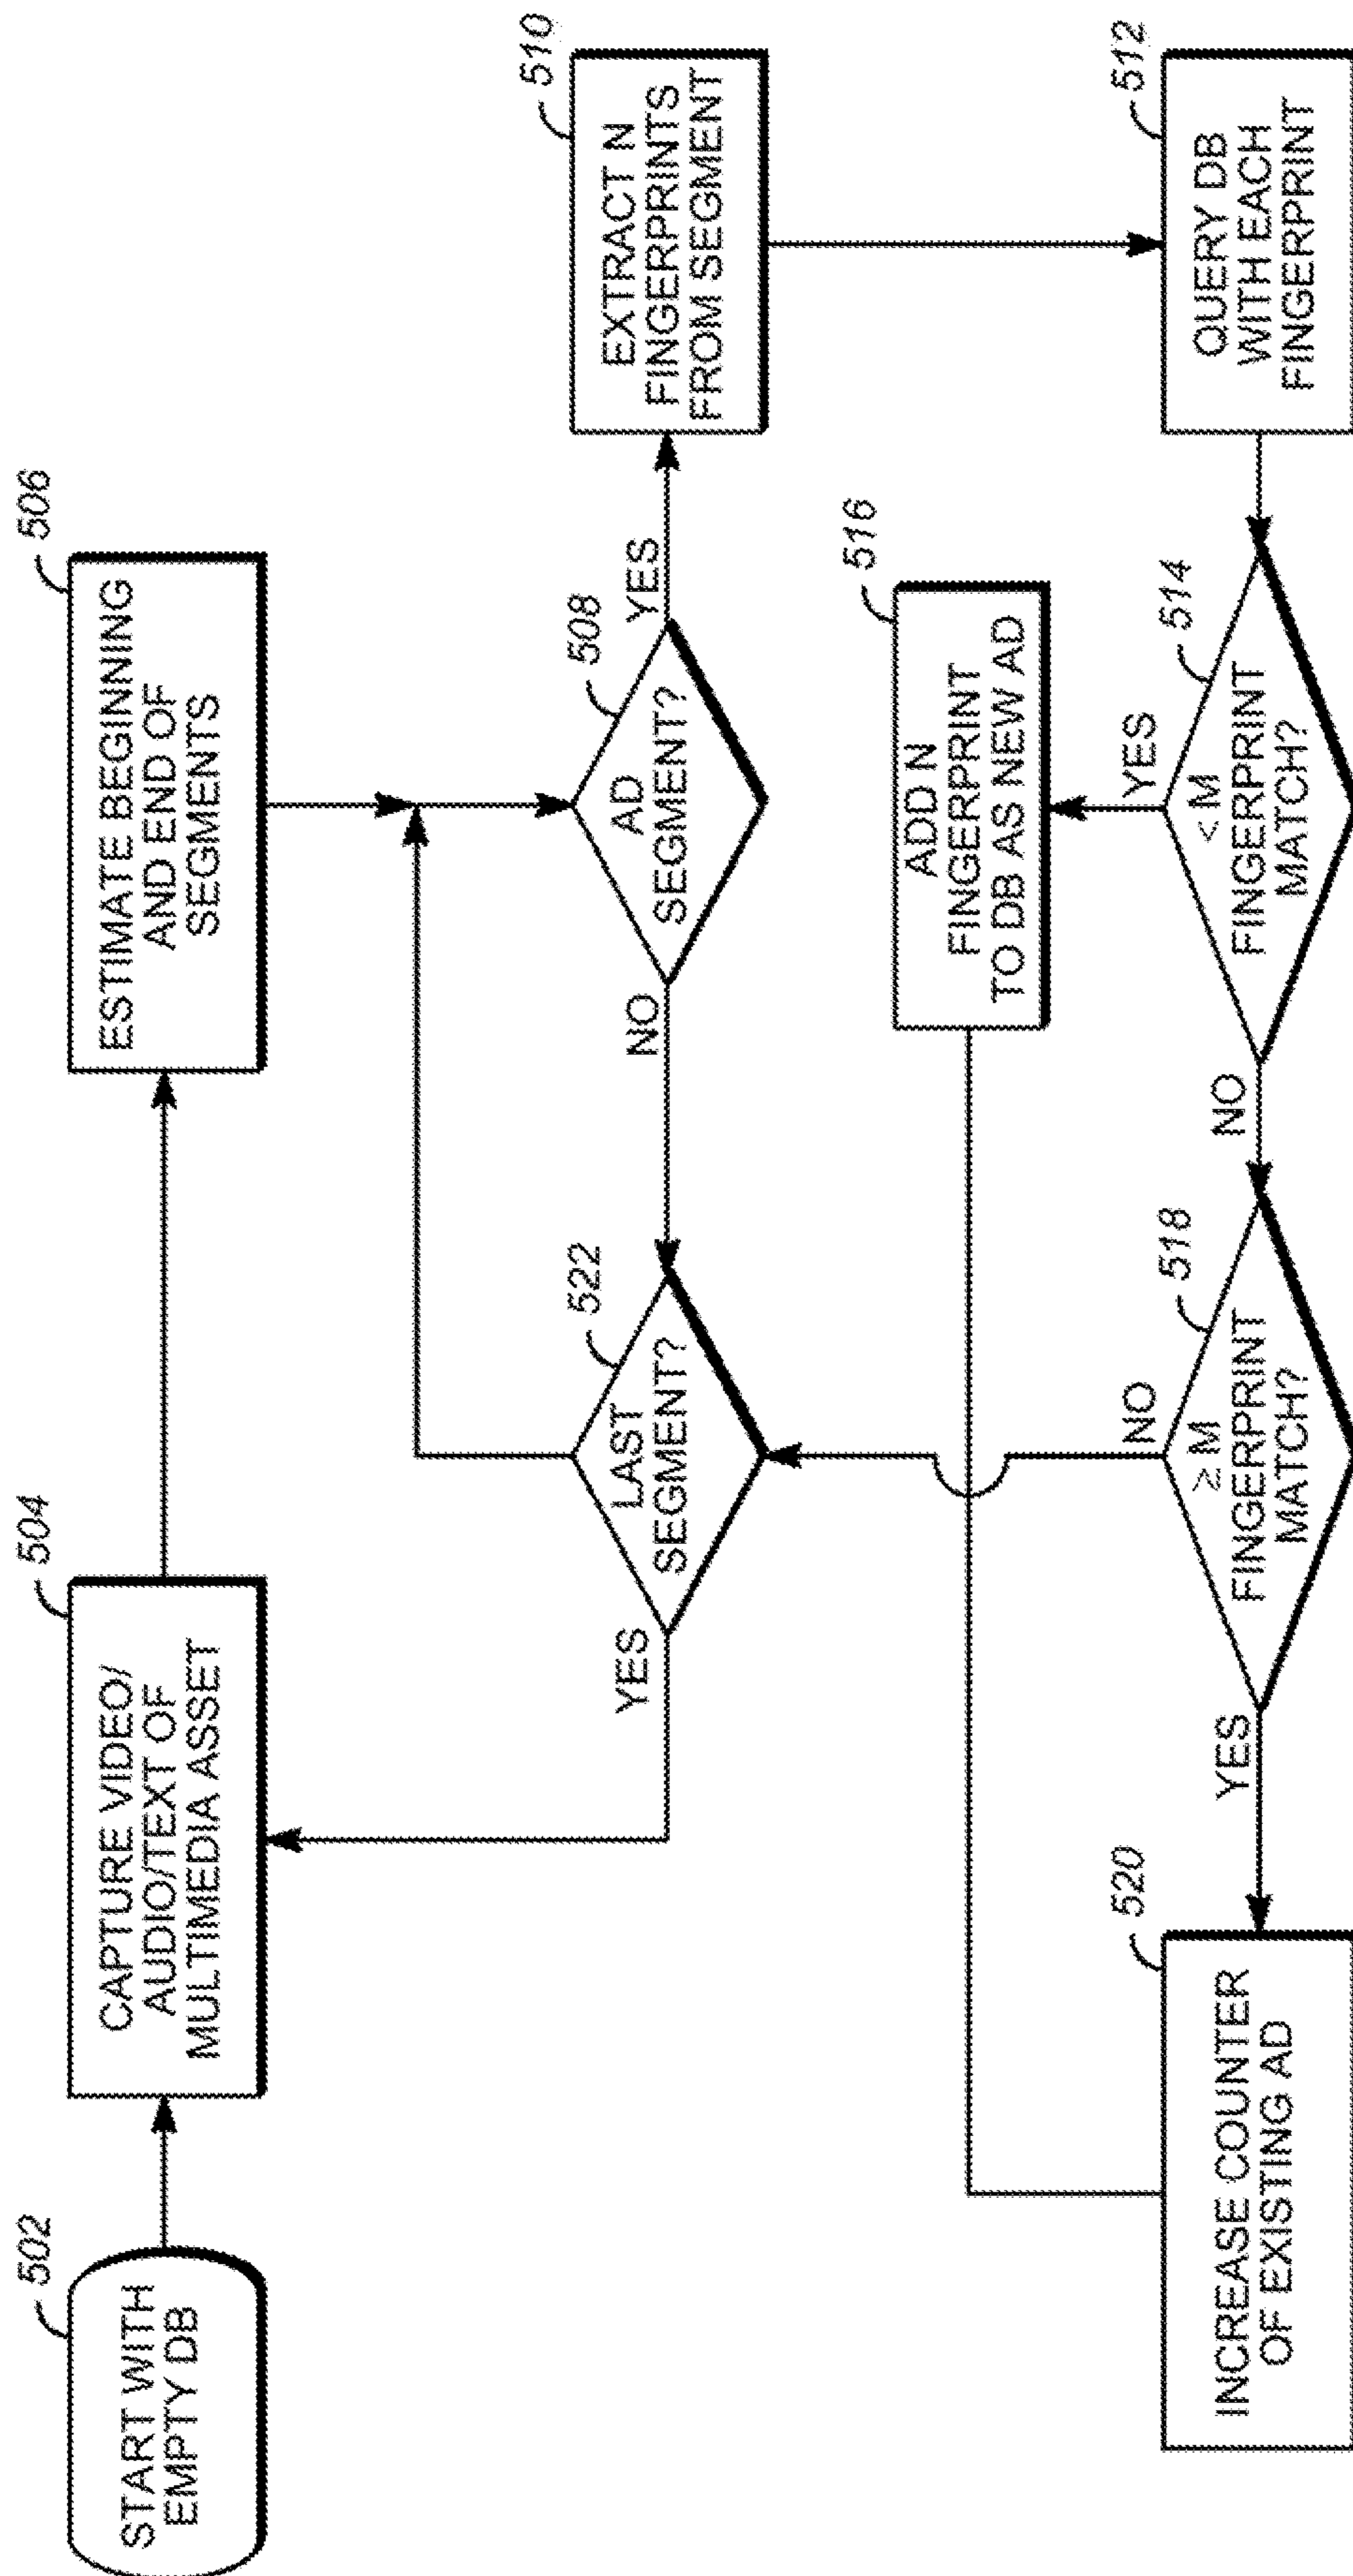 502
START WITH
EMPTY DB
504
CAPTURE VIDEO/
AUDIO/TEXT OF
MULTIMEDIA ASSET
506
ESTIMATE BEGINNING
AND END OF
SEGMENTS
522
LAST
SEGMENT?
YES
NO
508
AD
SEGMENT?
YES
510
EXTRACT N
FINGERPRINTS
FROM SEGMENT
516
ADD N
FINGERPRINT
TO DB AS NEW AD
520
INCREASE COUNTER
OF EXISTING AD
YES
518
≥ M
FINGERPRINT
MATCH?
NO
NO
514
< M
FINGERPRINT
MATCH?
YES
512
QUERY DB
WITH EACH
FINGERPRINT